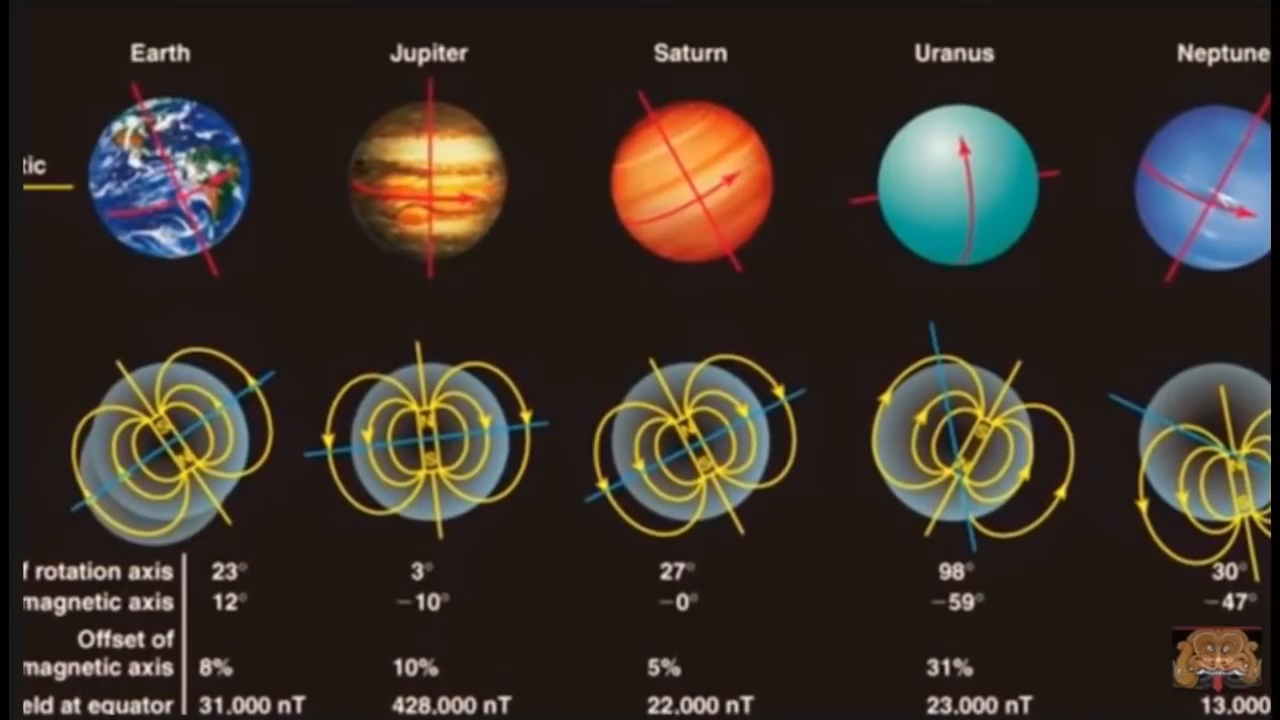 Earth Jupiter Saturn Uranus Neptune
tic
f rotation axis 23° 3° 27° 98° 30°
magnetic axis 12° –10° –0° –59° –47°
Offset of
magnetic axis 8% 10% 5% 31%
eld at equator 31,000 nT 428,000 nT 22,000 nT 23,000 nT 13,000